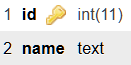 1 id int(11)
2 name text